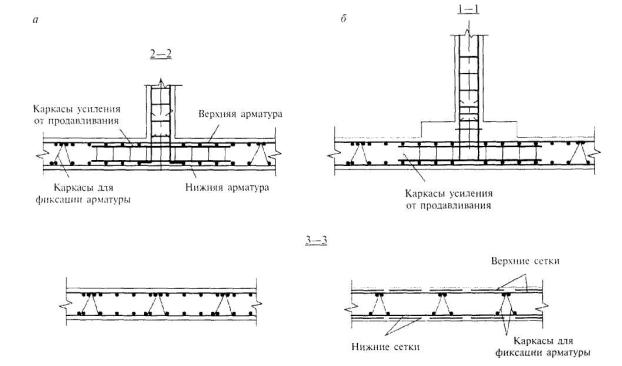 а
б
1—1
2—2
Каркасы усиления
от продавливания
Верхняя арматура
Каркасы для
фиксации арматуры
Нижняя арматура
Каркасы усиления
от продавливания
3—3
Верхние сетки
Нижние сетки
Каркасы для
фиксации арматуры